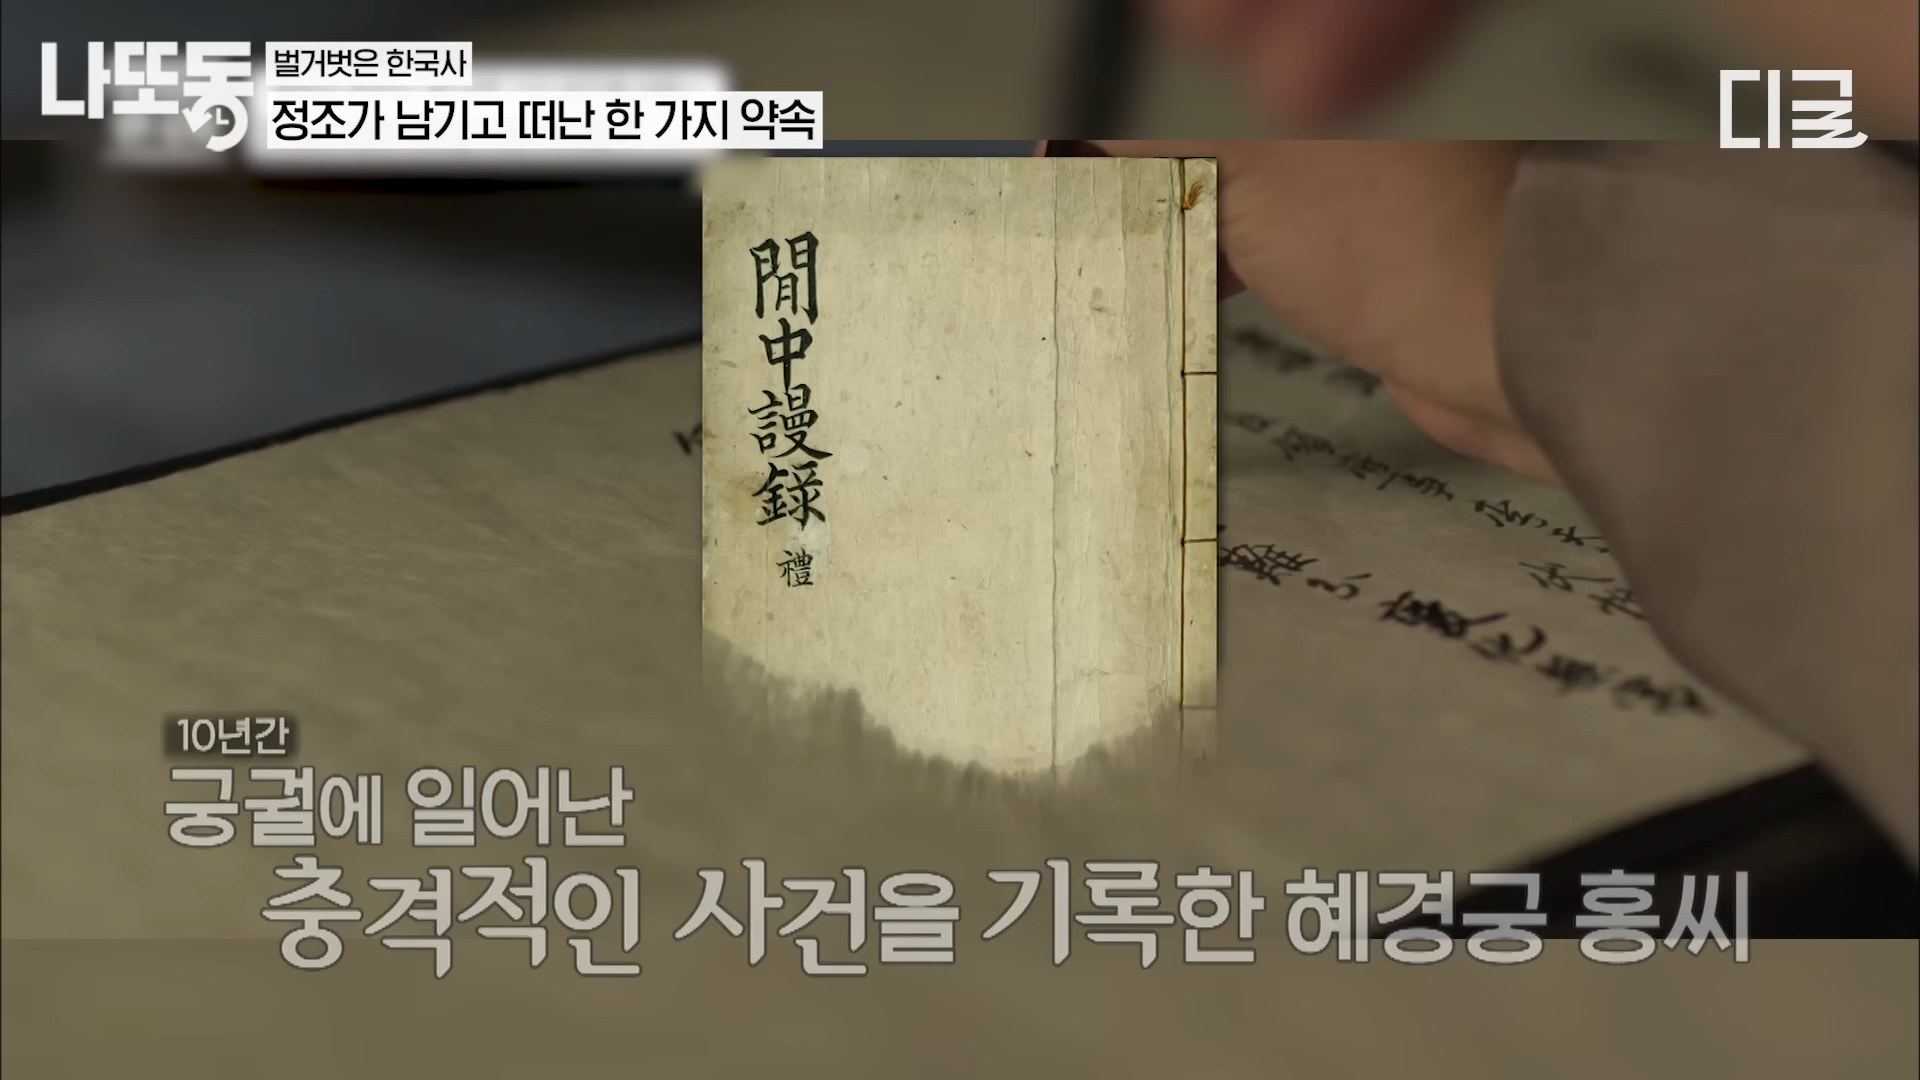 나또동
벌거벗은 한국사
정조가 남기고 떠난 한 가지 약속
디글
閒中謾録
禮
10년간
궁궐에 일어난
충격적인 사건을 기록한 혜경궁 홍씨